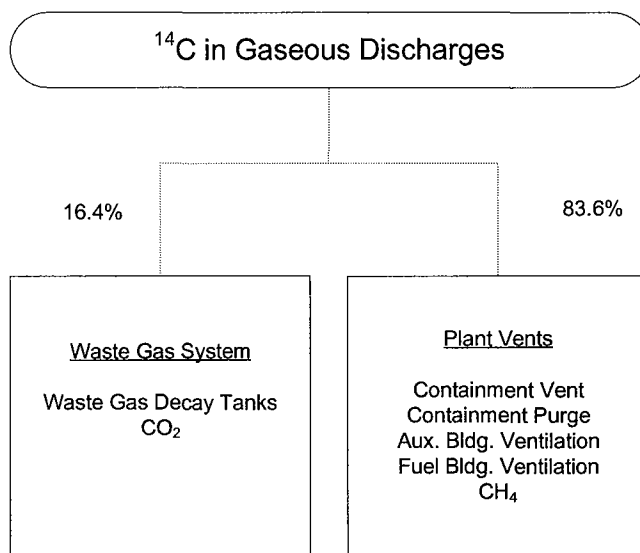 ¹⁴C in Gaseous Discharges
16.4%
83.6%
Waste Gas System
Waste Gas Decay Tanks
CO₂
Plant Vents
Containment Vent
Containment Purge
Aux. Bldg. Ventilation
Fuel Bldg. Ventilation
CH₄